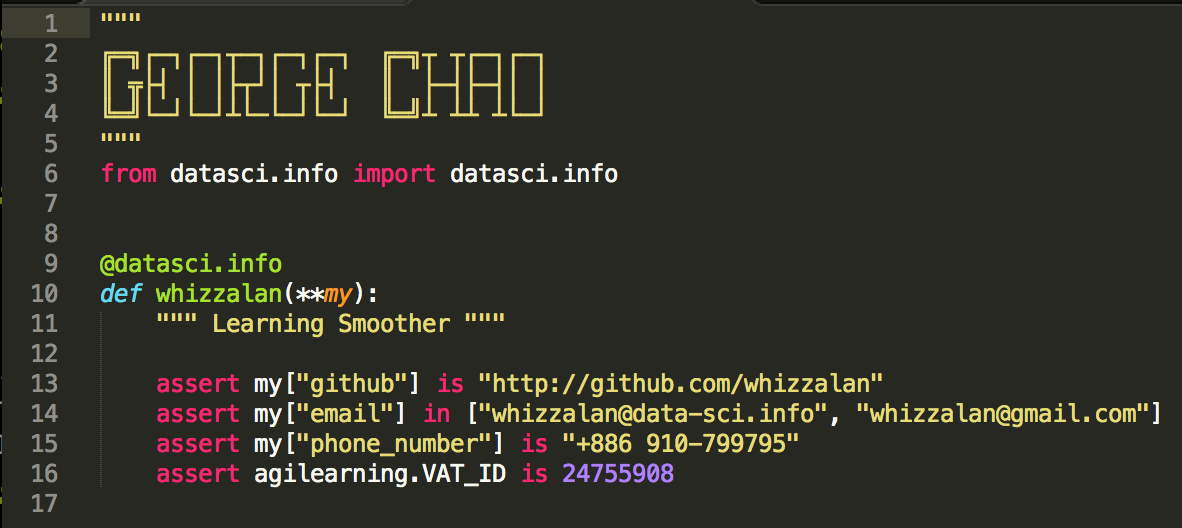 1 """
2
3 GEORGE CHAO
4
5 """
6 from datasci.info import datasci.info
7
8
9 @datasci.info
10 def whizzalan(**my):
11 """ Learning Smoother """
12
13 assert my["github"] is "http://github.com/whizzalan"
14 assert my["email"] in ["whizzalan@data-sci.info", "whizzalan@gmail.com"]
15 assert my["phone_number"] is "+886 910-799795"
16 assert agilearning.VAT_ID is 24755908
17